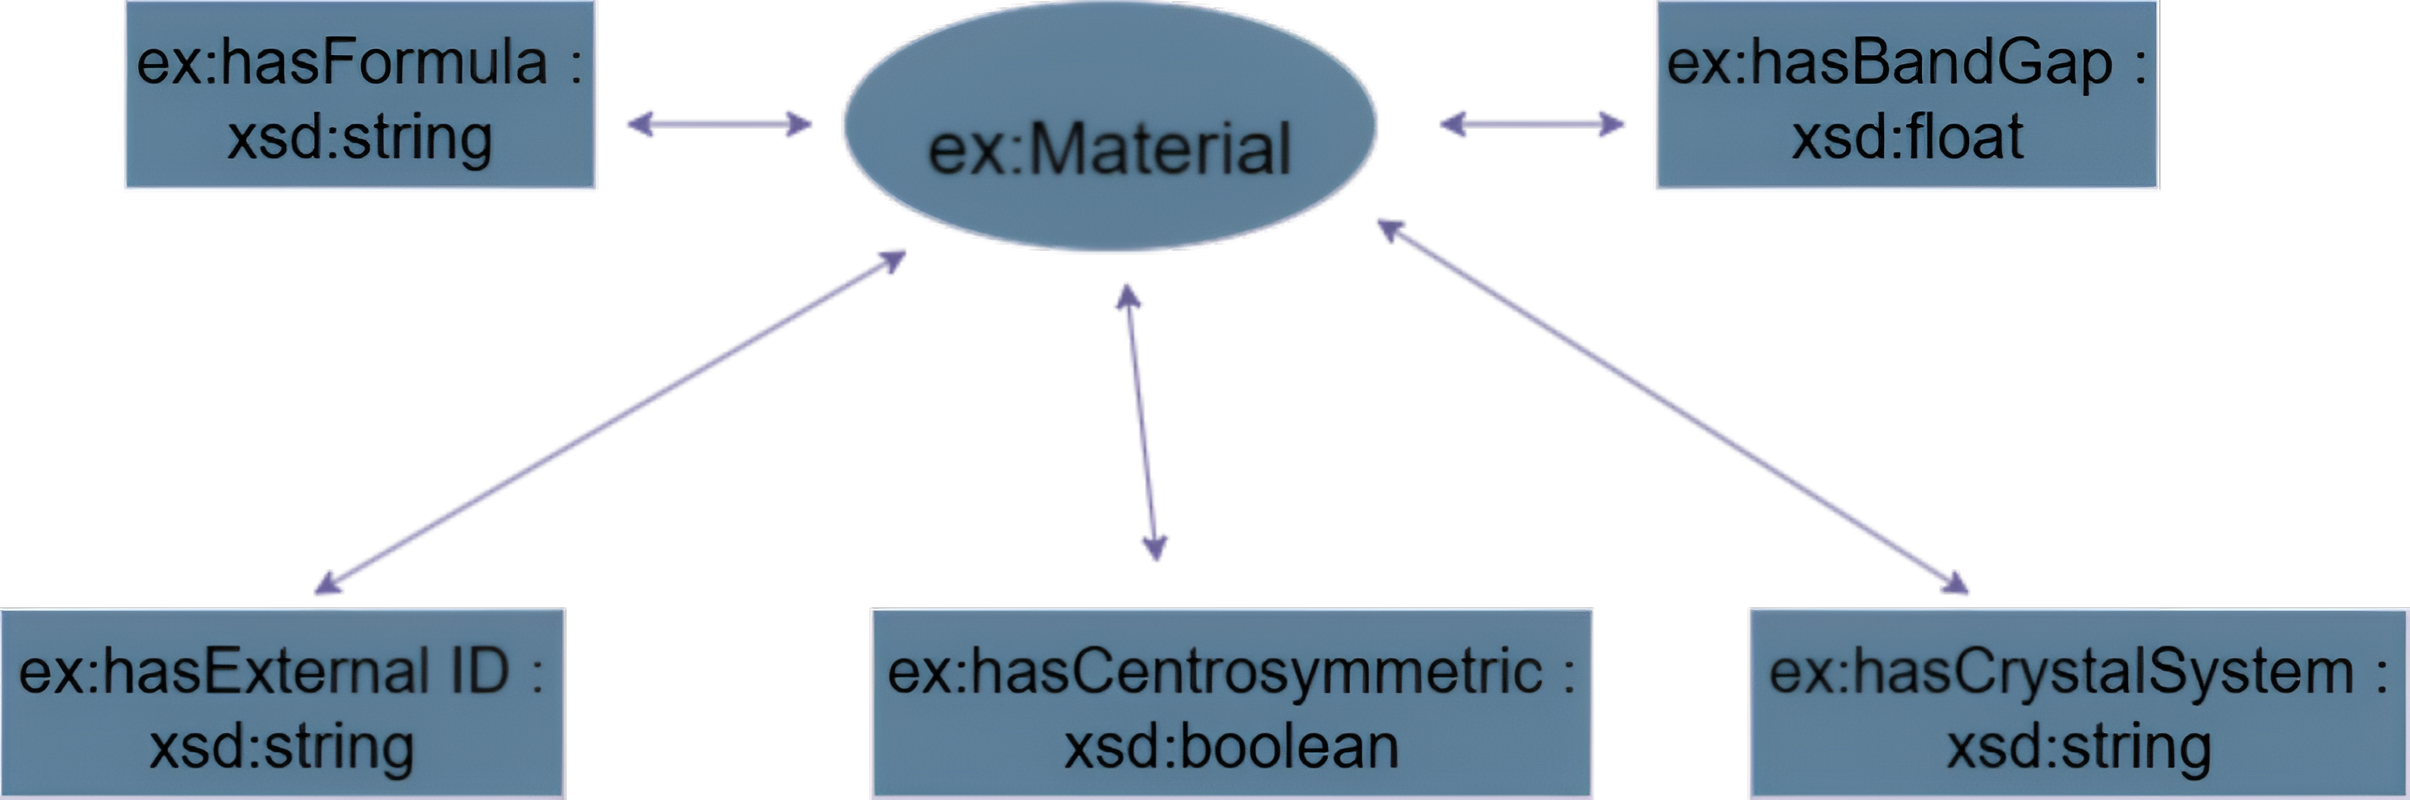 ex:hasFormula :
xsd:string
ex:Material
ex:hasBandGap :
xsd:float
ex:hasExternal ID :
xsd:string
ex:hasCentrosymmetric :
xsd:boolean
ex:hasCrystalSystem :
xsd:string